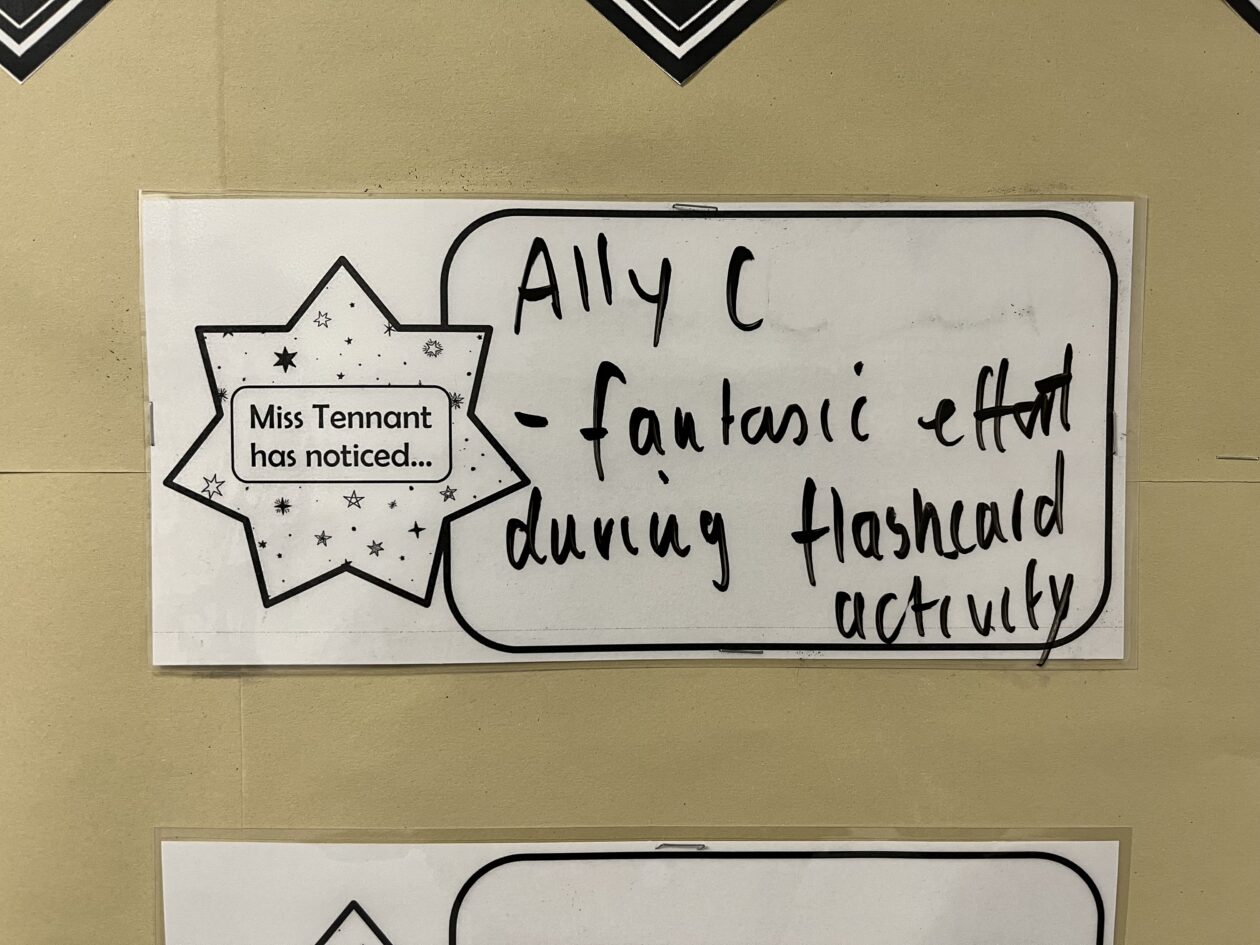 Miss Tennant
has noticed...
Ally C
- fantasic effort
during flashcard
activity